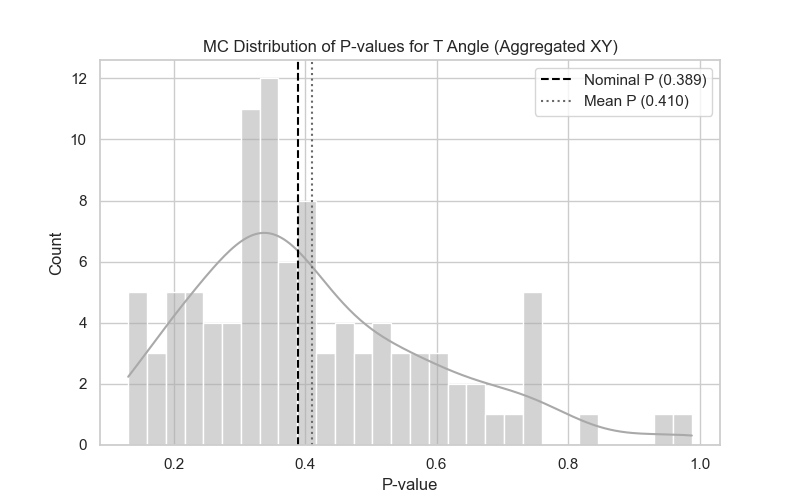 MC Distribution of P-values for T Angle (Aggregated XY)
Nominal P (0.389)
Mean P (0.410)
12
10
8
6
4
2
0
Count
0.2 0.4 0.6 0.8 1.0
P-value